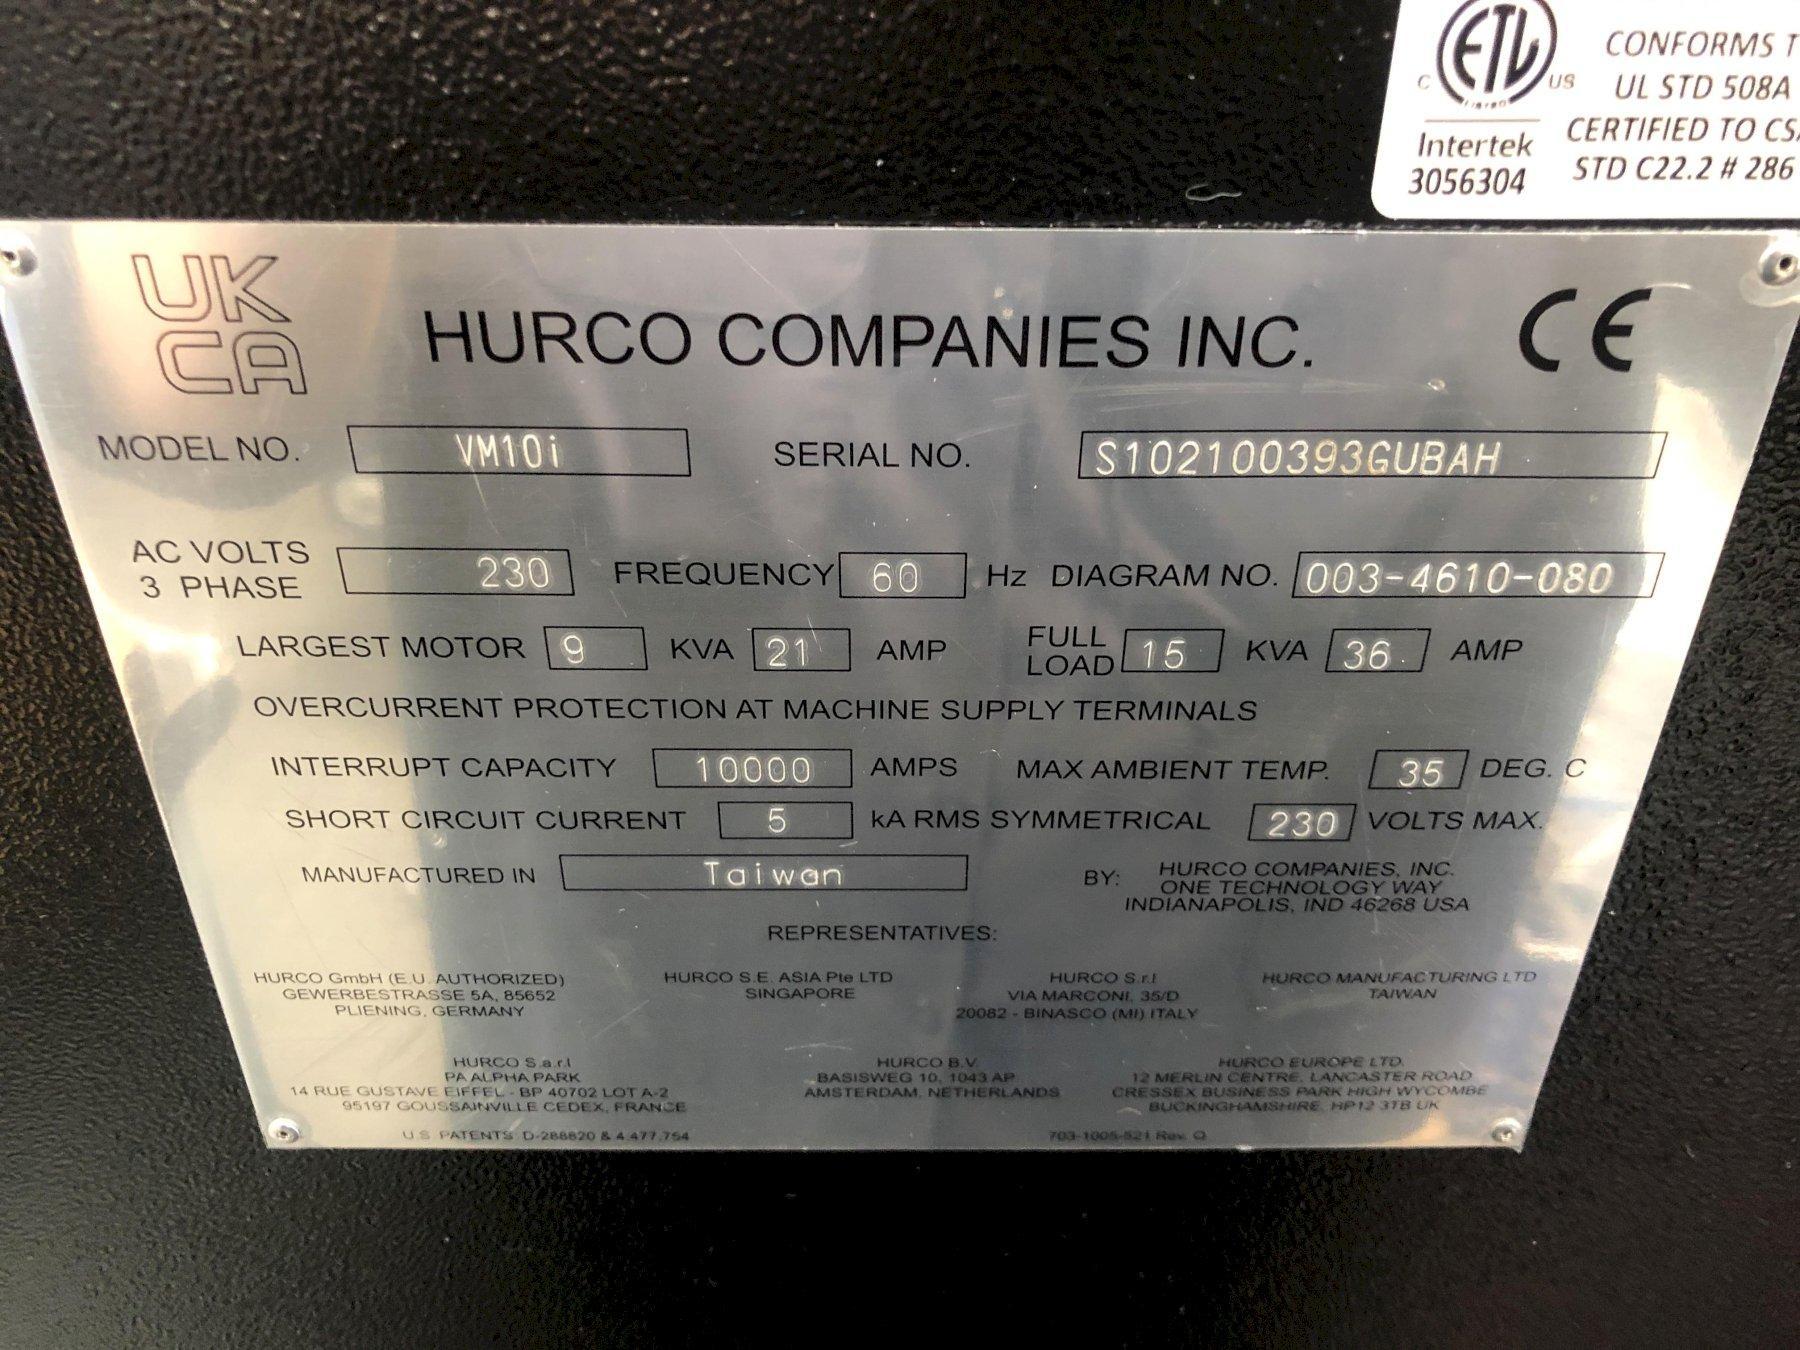 ETL
C US
LISTED
Intertek
3056304
CONFORMS T
UL STD 508A
CERTIFIED TO CSA
STD C22.2 # 286
UK
CA
HURCO COMPANIES INC.
CE
MODEL NO. VM10i SERIAL NO. S102100393GUBAH
AC VOLTS
3 PHASE 230 FREQUENCY 60 Hz DIAGRAM NO. 003-4610-080
LARGEST MOTOR 9 KVA 21 AMP FULL LOAD 15 KVA 36 AMP
OVERCURRENT PROTECTION AT MACHINE SUPPLY TERMINALS
INTERRUPT CAPACITY 10000 AMPS MAX AMBIENT TEMP. 35 DEG. C
SHORT CIRCUIT CURRENT 5 kA RMS SYMMETRICAL 230 VOLTS MAX.
MANUFACTURED IN Taiwan BY: HURCO COMPANIES, INC.
ONE TECHNOLOGY WAY
INDIANAPOLIS, IND 46268 USA
REPRESENTATIVES:
HURCO GmbH (E.U. AUTHORIZED)
GEWERBESTRASSE 5A, 85652
PLIENING, GERMANY
HURCO S.E. ASIA Pte LTD
SINGAPORE
HURCO S.r.l
VIA MARCONI, 35/D
20082 - BINASCO (MI) ITALY
HURCO MANUFACTURING LTD
TAIWAN
HURCO S.a.r.l
PA ALPHA PARK
14 RUE GUSTAVE EIFFEL - BP 40702 LOT A-2
95197 GOUSSAINVILLE CEDEX, FRANCE
HURCO B.V.
BASISWEG 10, 1043 AP
AMSTERDAM, NETHERLANDS
HURCO EUROPE LTD.
12 MERLIN CENTRE, LANCASTER ROAD
CRESSEX BUSINESS PARK HIGH WYCOMBE
BUCKINGHAMSHIRE, HP12 3TB UK
U.S. PATENTS D-288820 & 4,477,754
703-1005-521 Rev. Q